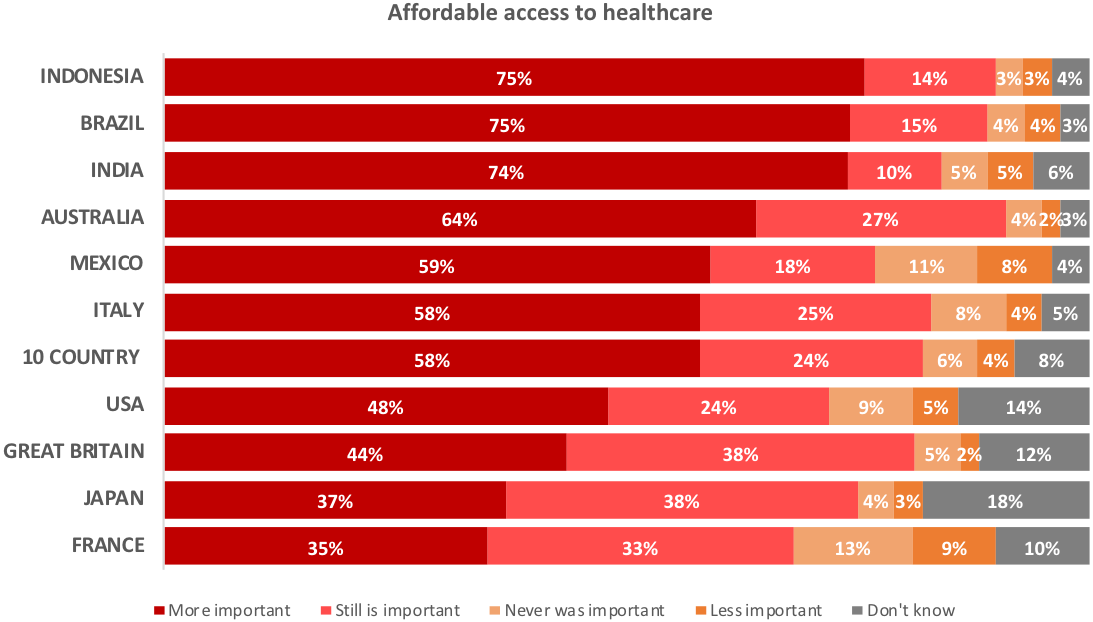 Affordable access to healthcare
INDONESIA 75% 14% 3% 3% 4%
BRAZIL 75% 15% 4% 4% 3%
INDIA 74% 10% 5% 5% 6%
AUSTRALIA 64% 27% 4% 2% 3%
MEXICO 59% 18% 11% 8% 4%
ITALY 58% 25% 8% 4% 5%
10 COUNTRY 58% 24% 6% 4% 8%
USA 48% 24% 9% 5% 14%
GREAT BRITAIN 44% 38% 5% 2% 12%
JAPAN 37% 38% 4% 3% 18%
FRANCE 35% 33% 13% 9% 10%
More important Still is important Never was important Less important Don't know